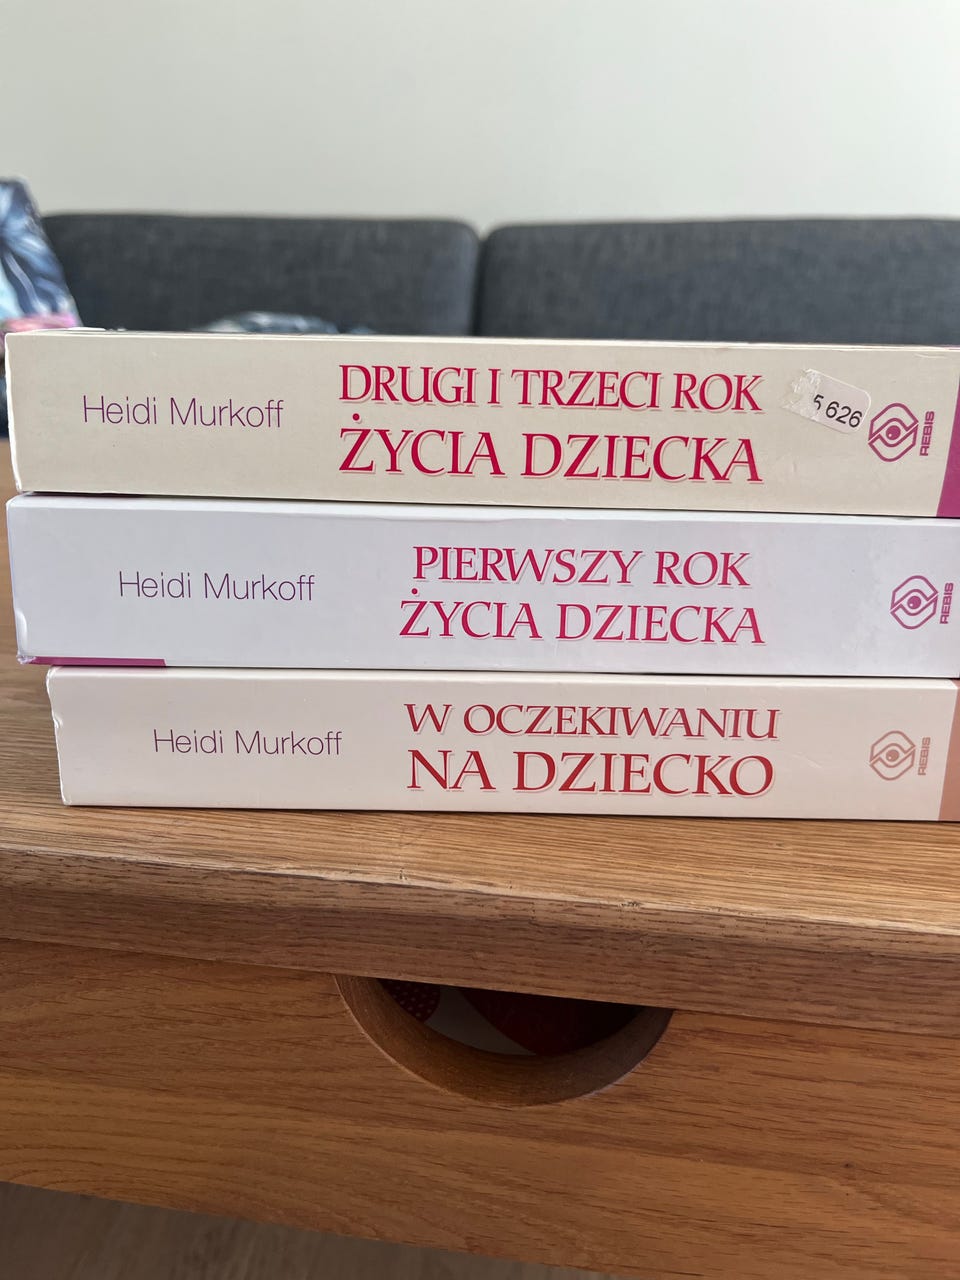 Heidi Murkoff
DRUGI I TRZECI ROK
ŻYCIA DZIECKA
5 626
REBIS
Heidi Murkoff
PIERWSZY ROK
ŻYCIA DZIECKA
REBIS
Heidi Murkoff
W OCZEKIWANIU
NA DZIECKO
REBIS